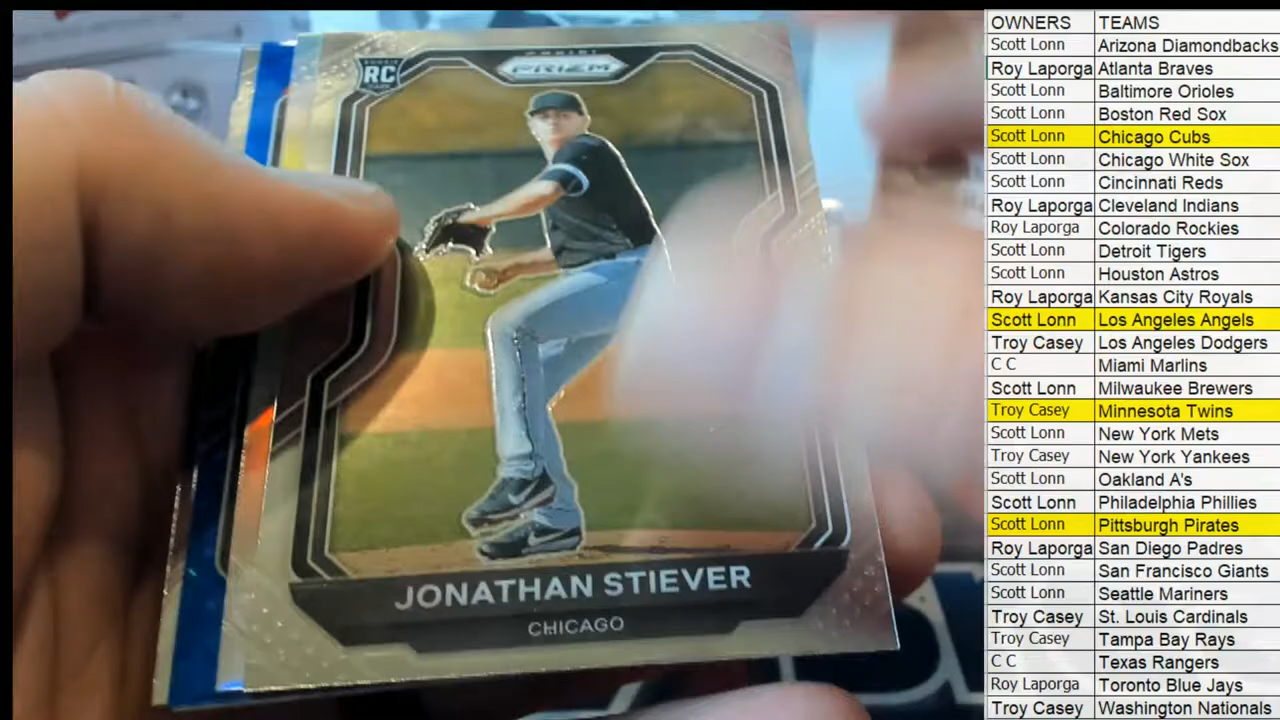 PANINI
PRIZM
ROOKIE
RC
JONATHAN STIEVER
CHICAGO
OWNERS TEAMS
Scott Lonn Arizona Diamondbacks
Roy Laporga Atlanta Braves
Scott Lonn Baltimore Orioles
Scott Lonn Boston Red Sox
Scott Lonn Chicago Cubs
Scott Lonn Chicago White Sox
Scott Lonn Cincinnati Reds
Roy Laporga Cleveland Indians
Roy Laporga Colorado Rockies
Scott Lonn Detroit Tigers
Scott Lonn Houston Astros
Roy Laporga Kansas City Royals
Scott Lonn Los Angeles Angels
Troy Casey Los Angeles Dodgers
C C Miami Marlins
Scott Lonn Milwaukee Brewers
Troy Casey Minnesota Twins
Scott Lonn New York Mets
Troy Casey New York Yankees
Scott Lonn Oakland A's
Scott Lonn Philadelphia Phillies
Scott Lonn Pittsburgh Pirates
Roy Laporga San Diego Padres
Scott Lonn San Francisco Giants
Scott Lonn Seattle Mariners
Troy Casey St. Louis Cardinals
Troy Casey Tampa Bay Rays
C C Texas Rangers
Roy Laporga Toronto Blue Jays
Troy Casey Washington Nationals